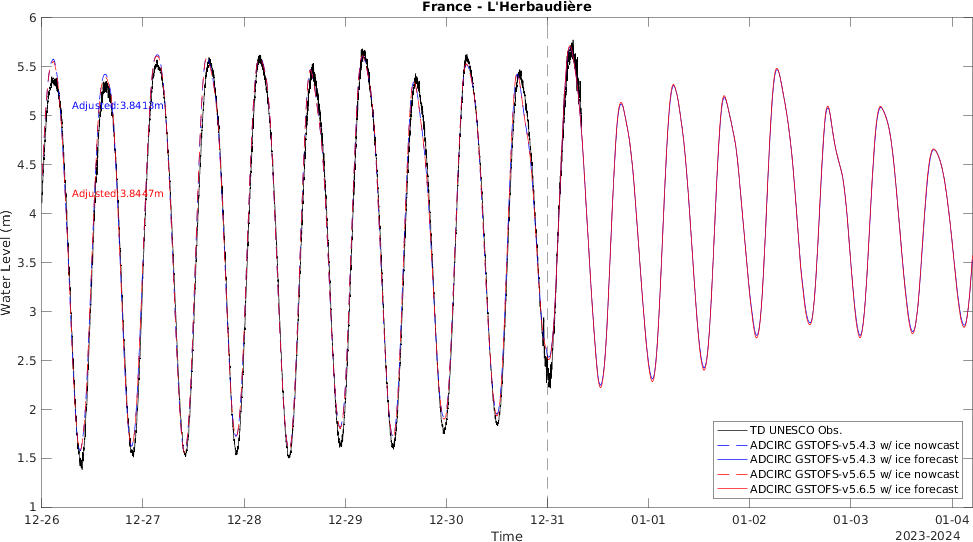 France - L'Herbaudière
6
5.5
5
4.5
4
3.5
3
2.5
2
1.5
1
Water Level (m)
Adjusted:3.8413m
Adjusted:3.8447m
TD UNESCO Obs.
ADCIRC GSTOFS-v5.4.3 w/ ice nowcast
ADCIRC GSTOFS-v5.4.3 w/ ice forecast
ADCIRC GSTOFS-v5.6.5 w/ ice nowcast
ADCIRC GSTOFS-v5.6.5 w/ ice forecast
12-26 12-27 12-28 12-29 12-30 12-31 01-01 01-02 01-03 01-04
Time
2023-2024